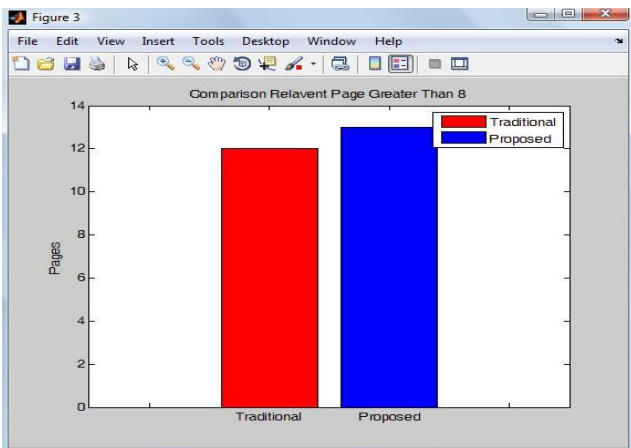 Figure 3
File Edit View Insert Tools Desktop Window Help
Comparison Relavent Page Greater Than 8
14
12
10
8
6
4
2
0
Pages
Traditional
Proposed
Traditional Proposed